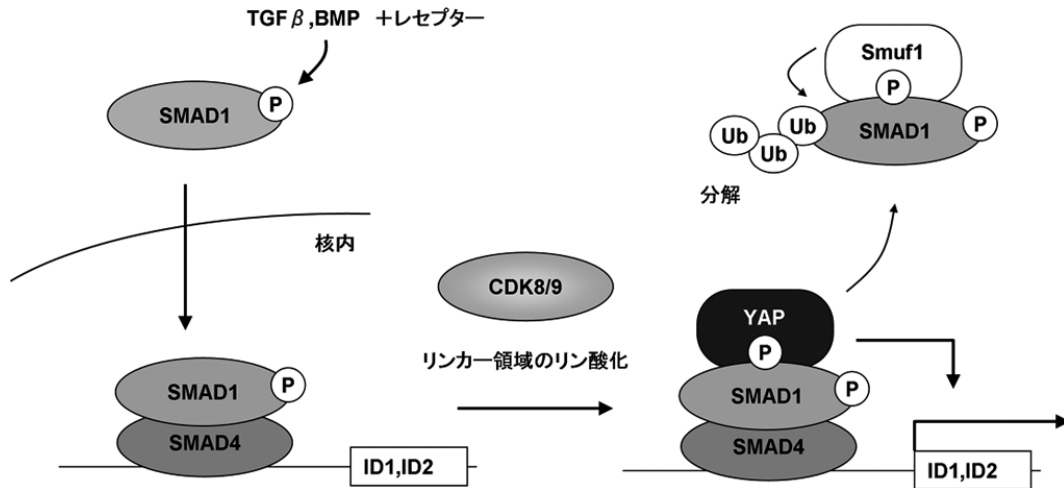 TGFβ,BMP ＋レセプター
P
SMAD1
Smuf1
P
SMAD1
P
Ub
Ub
Ub
分解
核内
CDK8/9
リンカー領域のリン酸化
SMAD1
P
SMAD4
ID1,ID2
YAP
P
SMAD1
P
SMAD4
ID1,ID2